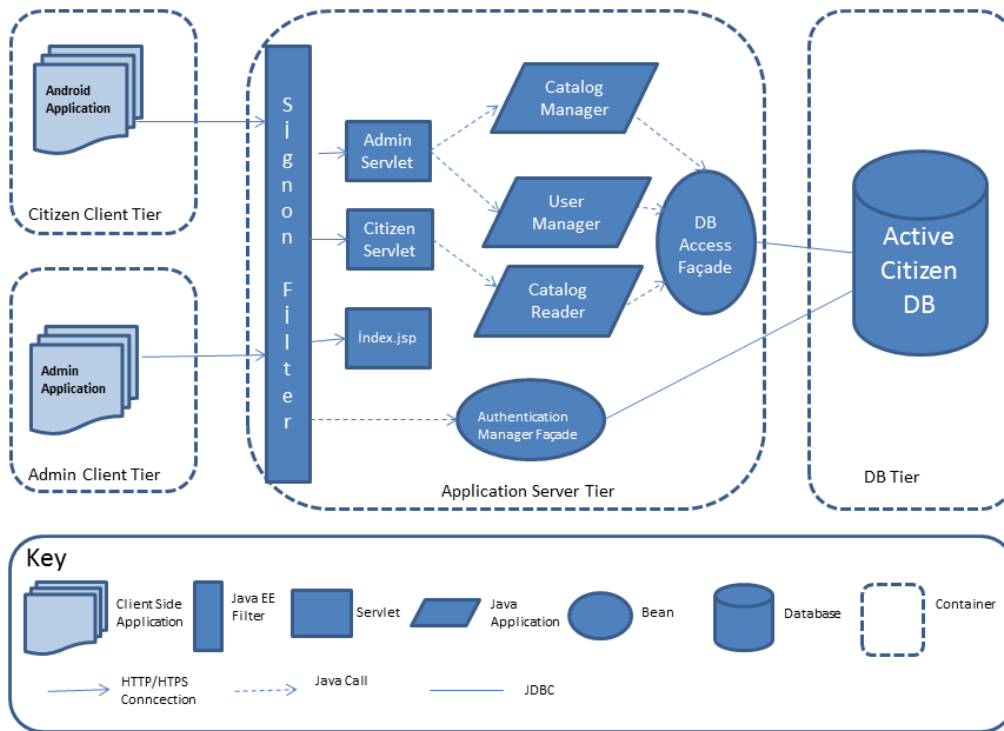 Android
Application
Citizen Client Tier
Admin
Application
Admin Client Tier
S
i
g
n
o
n
F
i
l
t
e
r
Admin
Servlet
Citizen
Servlet
İndex.jsp
Catalog
Manager
User
Manager
Catalog
Reader
DB
Access
Façade
Authentication
Manager Façade
Application Server Tier
Active
Citizen
DB
DB Tier
Key
Client Side
Application
Java EE
Filter
Servlet
Java
Application
Bean
Database
Container
HTTP/HTPS
Conncection
Java Call
JDBC